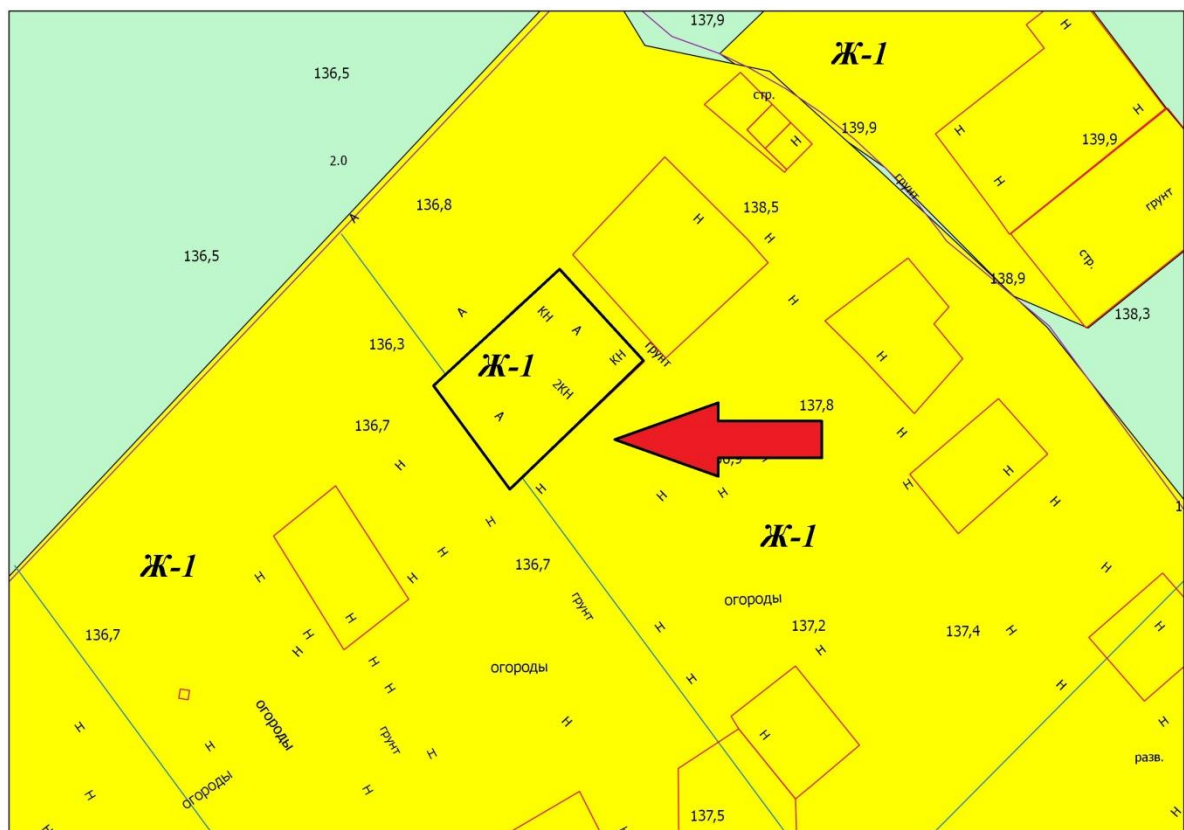 137,9
Ж-1
Н
136,5
стр.
Н
139,9
Н
139,9
Н
2.0
грунт
Н
136,8
138,5
грунт
А
Н
Н
136,5
стр.
138,9
Н
А
КН
138,3
А
136,3
КН
грунт
Н
Ж-1
2КН
А
137,8
136,7
Н
Н
Н
Н
Н
Н
Н
Н
Н
Ж-1
Н
Ж-1
136,7
Н
Н
Н
Н
грунт
огороды
Н
136,7
Н
Н
137,2
137,4
Н
Н
Н
Н
Н
огороды
Н
Н
Н
огороды
Н
Н
Н
Н
Н
грунт
Н
разв.
огороды
Н
Н
137,5
Н
Н
Н